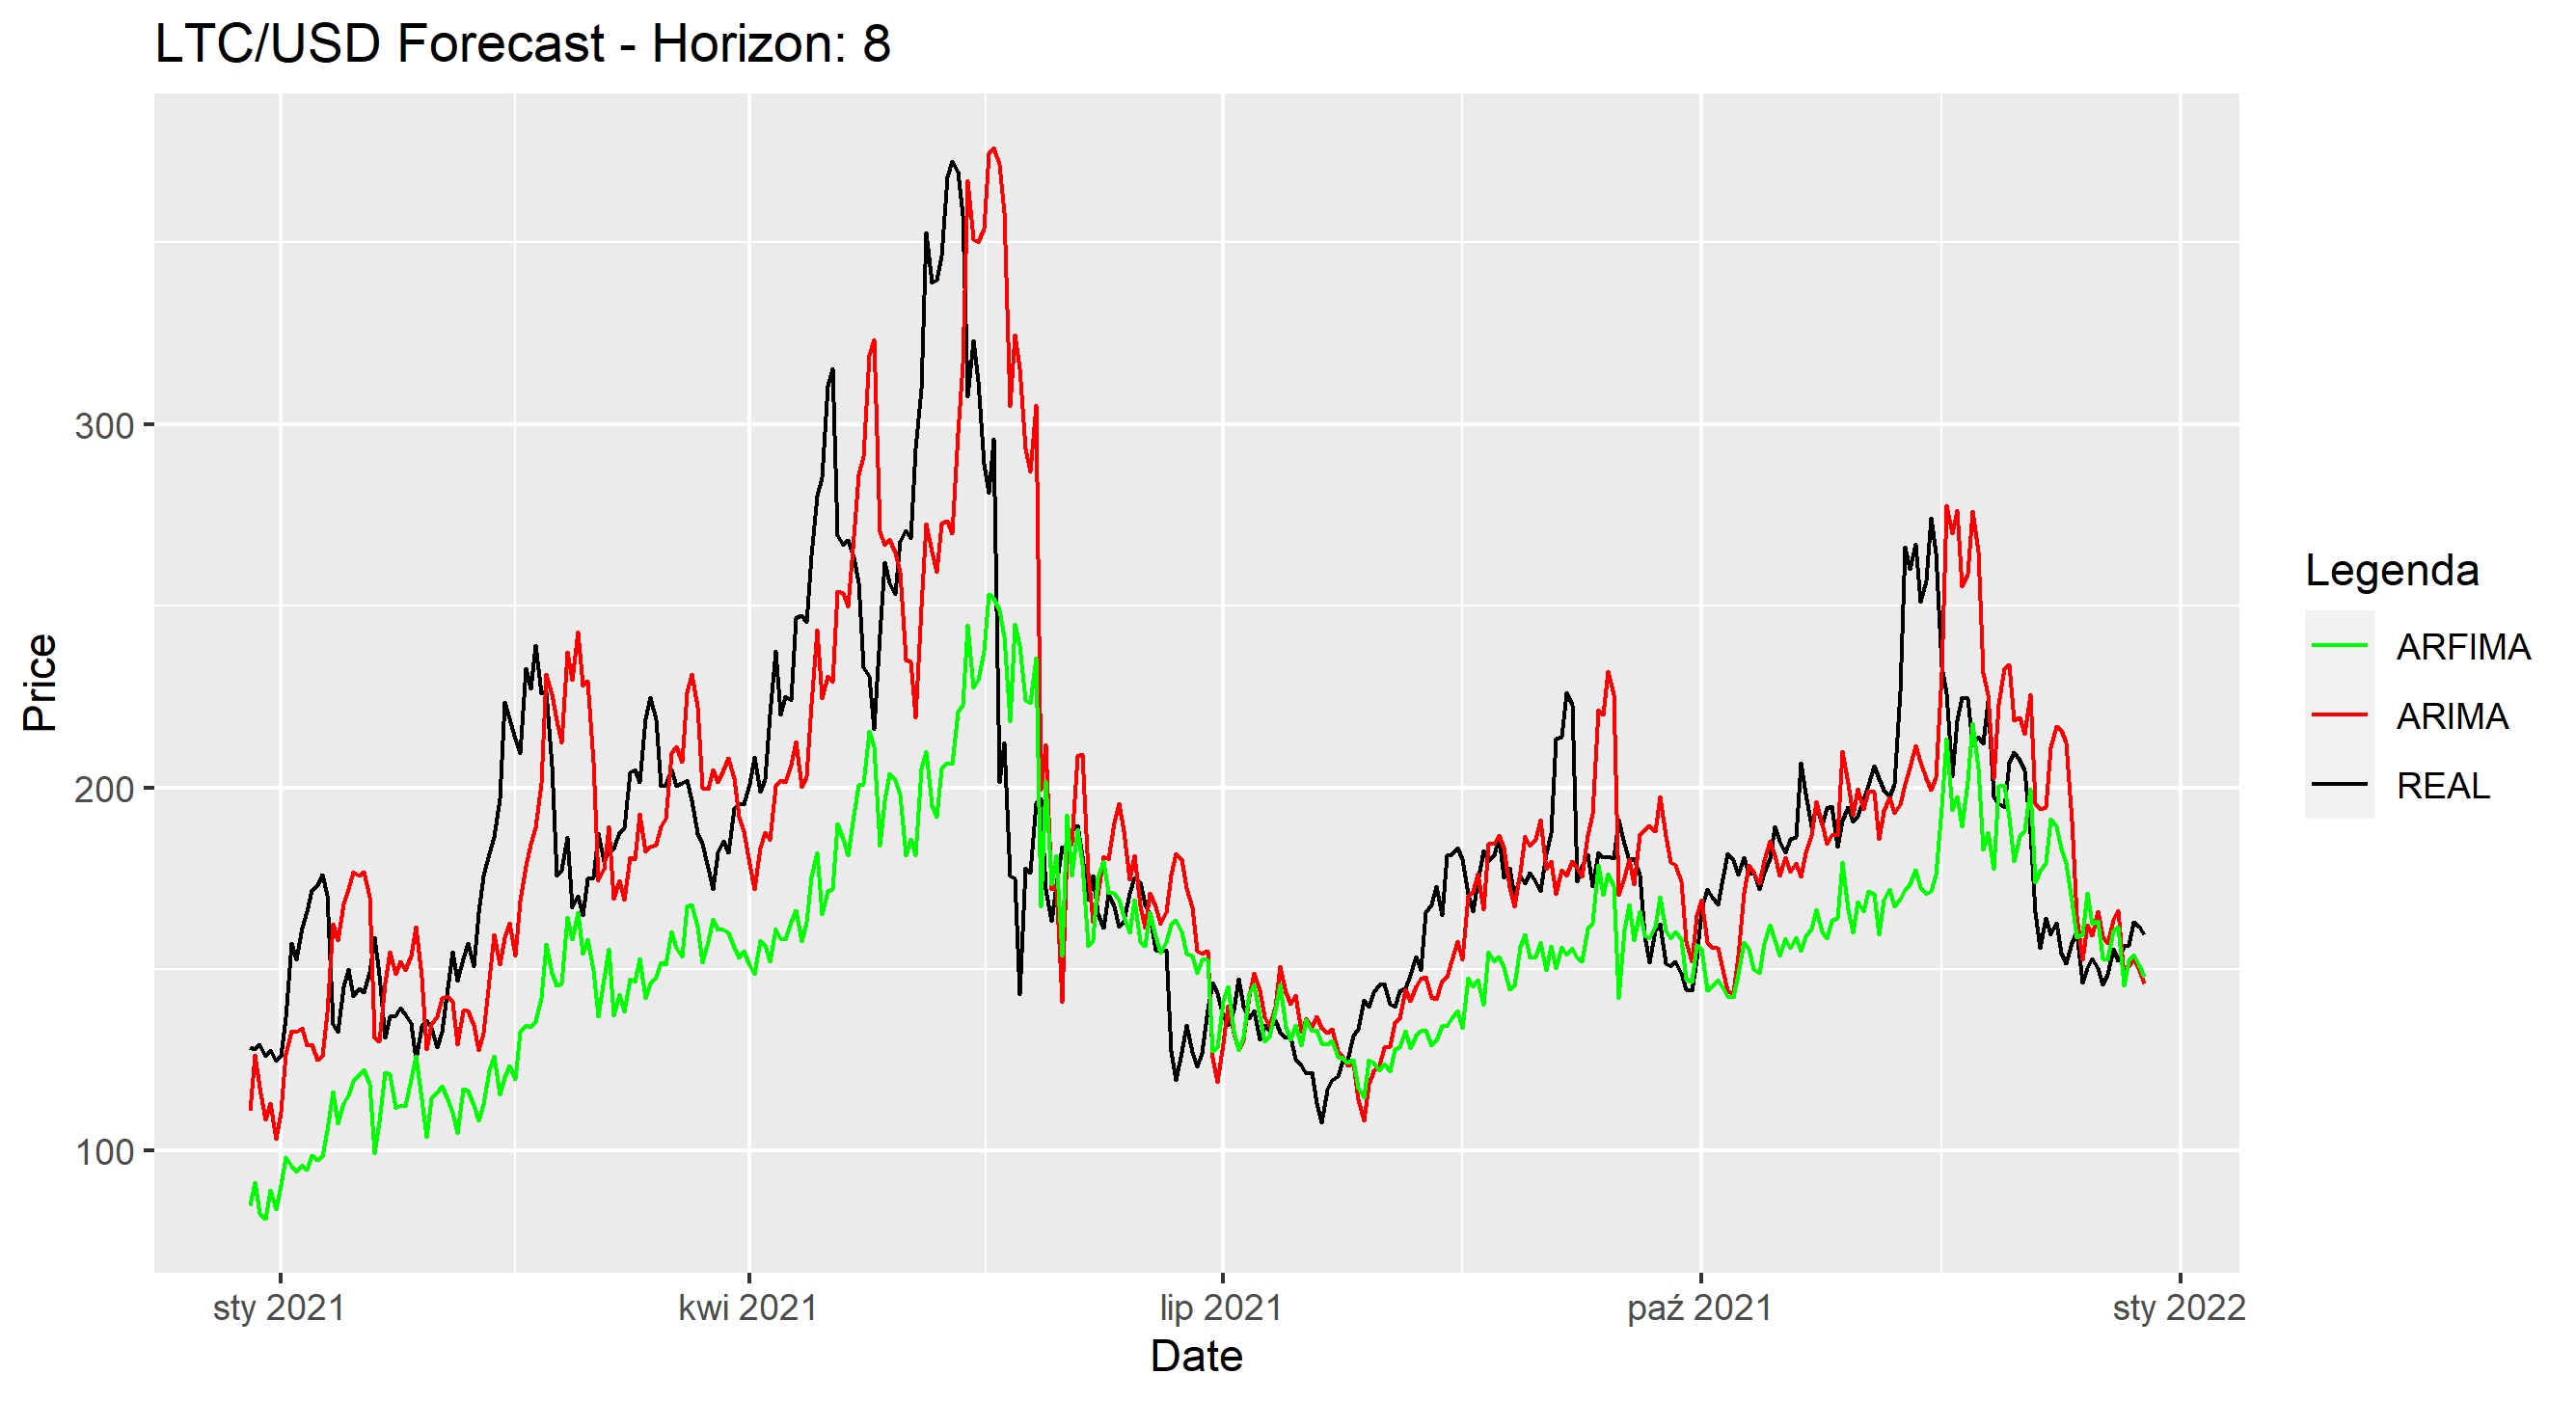 LTC/USD Forecast - Horizon: 8
Price
300
200
100
sty 2021
kwi 2021
lip 2021
paź 2021
sty 2022
Date
Legenda
ARFIMA
ARIMA
REAL